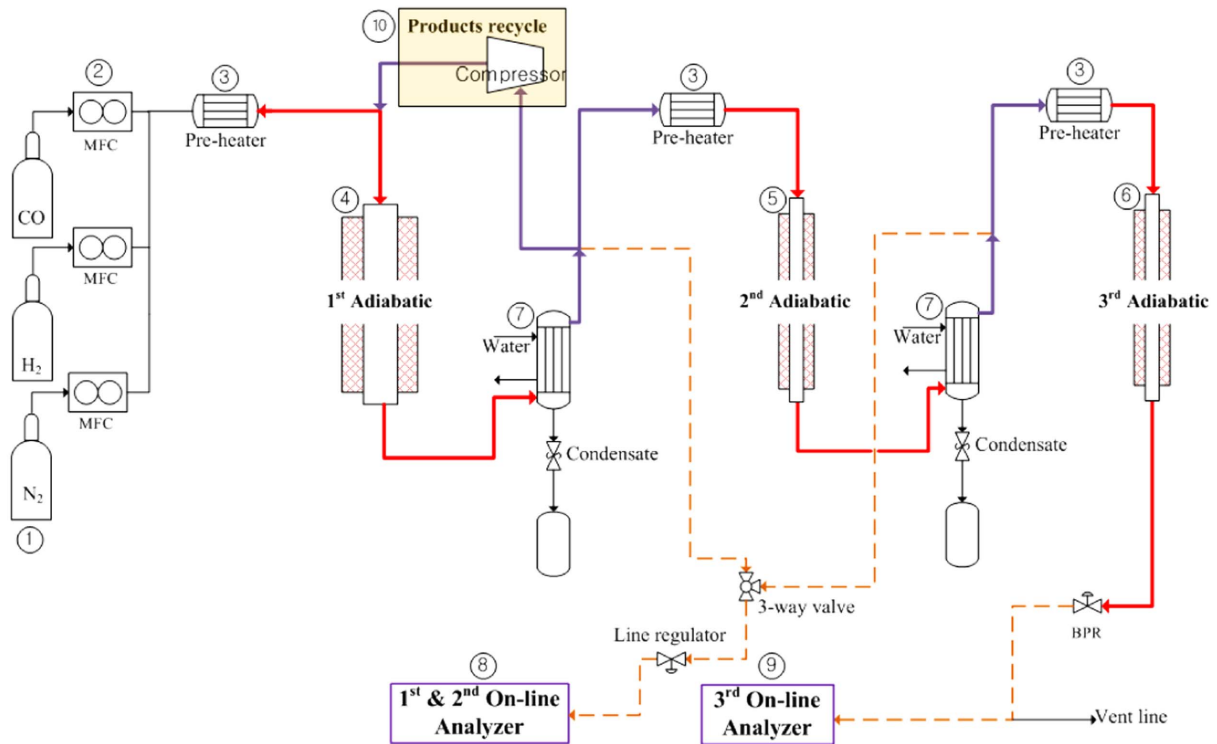 ⑩
Products recycle
Compressor
②
MFC
③
Pre-heater
③
Pre-heater
③
Pre-heater
CO
④
⑤
⑥
MFC
1st Adiabatic
2nd Adiabatic
3rd Adiabatic
H2
⑦
Water
⑦
Water
MFC
Condensate
Condensate
N2
①
3-way valve
BPR
Line regulator
⑧
1st & 2nd On-line
Analyzer
⑨
3rd On-line
Analyzer
Vent line